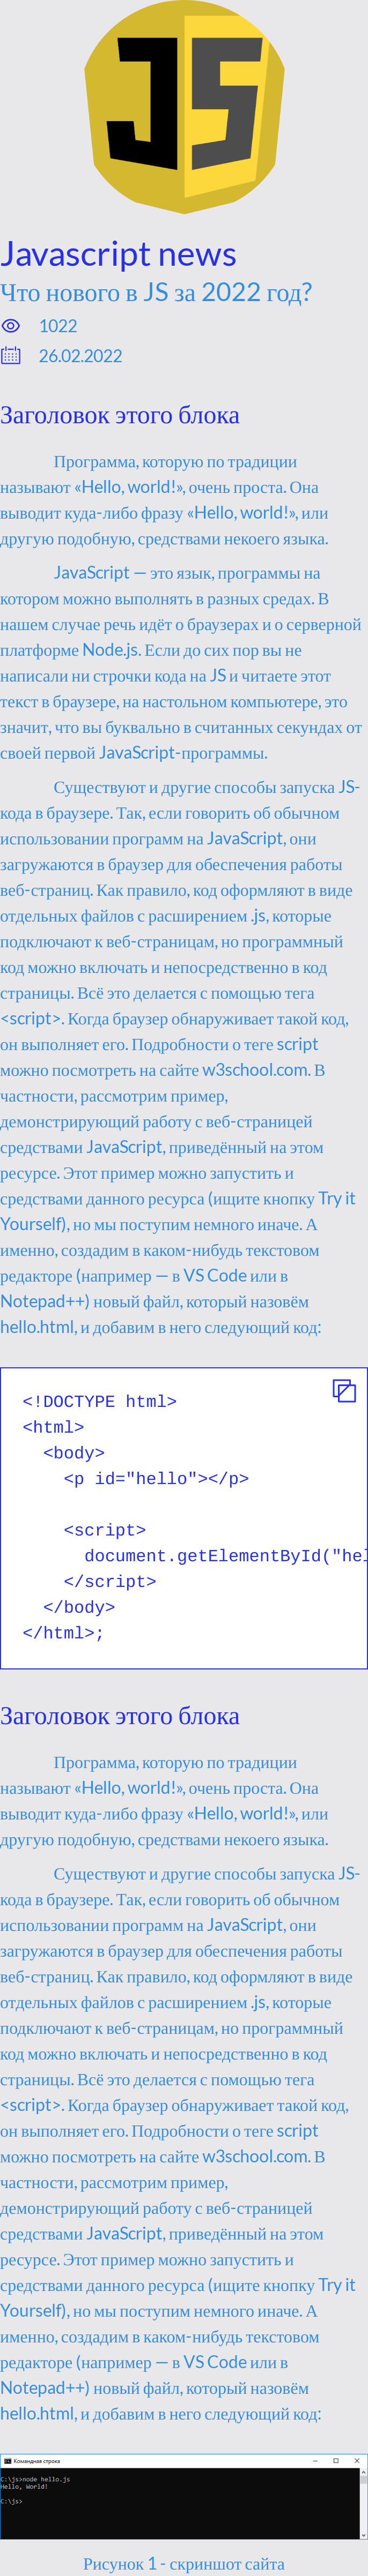 JS
Javascript news
Что нового в JS за 2022 год?
1022
26.02.2022
Заголовок этого блока
Программа, которую по традиции
называют «Hello, world!», очень проста. Она
выводит куда-либо фразу «Hello, world!», или
другую подобную, средствами некоего языка.
JavaScript — это язык, программы на
котором можно выполнять в разных средах. В
нашем случае речь идёт о браузерах и о серверной
платформе Node.js. Если до сих пор вы не
написали ни строчки кода на JS и читаете этот
текст в браузере, на настольном компьютере, это
значит, что вы буквально в считанных секундах от
своей первой JavaScript-программы.
Существуют и другие способы запуска JS-
кода в браузере. Так, если говорить об обычном
использовании программ на JavaScript, они
загружаются в браузер для обеспечения работы
веб-страниц. Как правило, код оформляют в виде
отдельных файлов с расширением .js, которые
подключают к веб-страницам, но программный
код можно включать и непосредственно в код
страницы. Всё это делается с помощью тега
<script>. Когда браузер обнаруживает такой код,
он выполняет его. Подробности о теге script
можно посмотреть на сайте w3school.com. В
частности, рассмотрим пример,
демонстрирующий работу с веб-страницей
средствами JavaScript, приведённый на этом
ресурсе. Этот пример можно запустить и
средствами данного ресурса (ищите кнопку Try it
Yourself), но мы поступим немного иначе. А
именно, создадим в каком-нибудь текстовом
редакторе (например — в VS Code или в
Notepad++) новый файл, который назовём
hello.html, и добавим в него следующий код:
<!DOCTYPE html>
<html>
<body>
<p id="hello"></p>
<script>
document.getElementById("hel
</script>
</body>
</html>;
Заголовок этого блока
Программа, которую по традиции
называют «Hello, world!», очень проста. Она
выводит куда-либо фразу «Hello, world!», или
другую подобную, средствами некоего языка.
Существуют и другие способы запуска JS-
кода в браузере. Так, если говорить об обычном
использовании программ на JavaScript, они
загружаются в браузер для обеспечения работы
веб-страниц. Как правило, код оформляют в виде
отдельных файлов с расширением .js, которые
подключают к веб-страницам, но программный
код можно включать и непосредственно в код
страницы. Всё это делается с помощью тега
<script>. Когда браузер обнаруживает такой код,
он выполняет его. Подробности о теге script
можно посмотреть на сайте w3school.com. В
частности, рассмотрим пример,
демонстрирующий работу с веб-страницей
средствами JavaScript, приведённый на этом
ресурсе. Этот пример можно запустить и
средствами данного ресурса (ищите кнопку Try it
Yourself), но мы поступим немного иначе. А
именно, создадим в каком-нибудь текстовом
редакторе (например — в VS Code или в
Notepad++) новый файл, который назовём
hello.html, и добавим в него следующий код:
Командная строка
C:\js>node hello.js
Hello, World!
C:\js>
Рисунок 1 - скриншот сайта